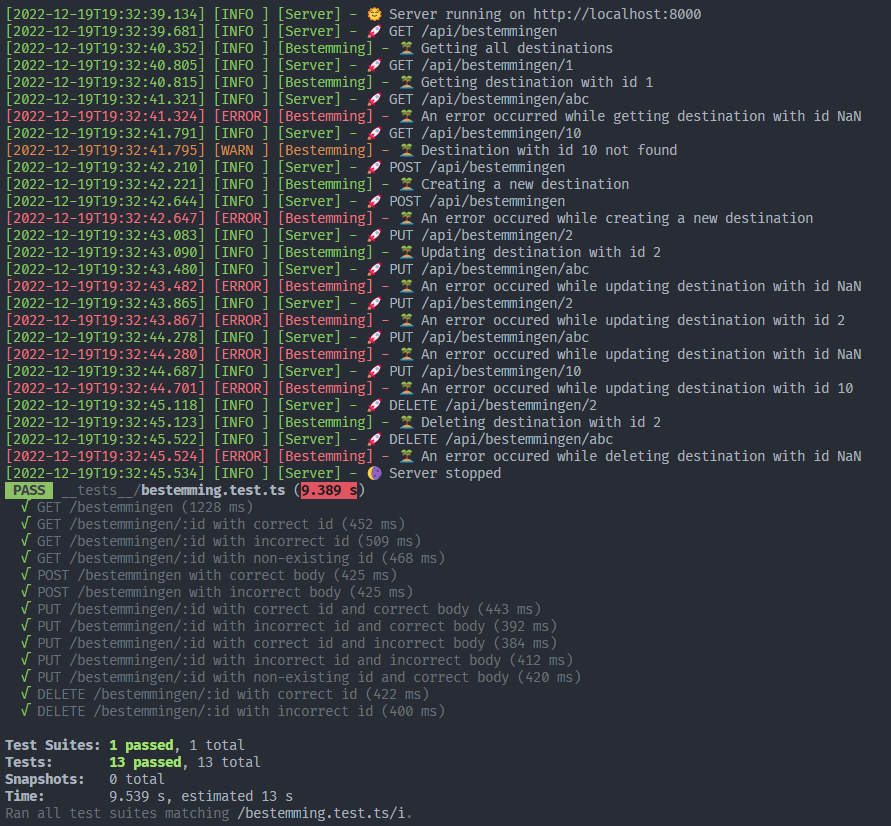 [2022-12-19T19:32:39.134] [INFO ] [Server] - 🌞 Server running on http://localhost:8000
[2022-12-19T19:32:39.681] [INFO ] [Server] - 🚀 GET /api/bestemmingen
[2022-12-19T19:32:40.352] [INFO ] [Bestemming] - 🏝 Getting all destinations
[2022-12-19T19:32:40.805] [INFO ] [Server] - 🚀 GET /api/bestemmingen/1
[2022-12-19T19:32:40.815] [INFO ] [Bestemming] - 🏝 Getting destination with id 1
[2022-12-19T19:32:41.321] [INFO ] [Server] - 🚀 GET /api/bestemmingen/abc
[2022-12-19T19:32:41.324] [ERROR] [Bestemming] - 🏝 An error occurred while getting destination with id NaN
[2022-12-19T19:32:41.791] [INFO ] [Server] - 🚀 GET /api/bestemmingen/10
[2022-12-19T19:32:41.795] [WARN ] [Bestemming] - 🏝 Destination with id 10 not found
[2022-12-19T19:32:42.210] [INFO ] [Server] - 🚀 POST /api/bestemmingen
[2022-12-19T19:32:42.221] [INFO ] [Bestemming] - 🏝 Creating a new destination
[2022-12-19T19:32:42.644] [INFO ] [Server] - 🚀 POST /api/bestemmingen
[2022-12-19T19:32:42.647] [ERROR] [Bestemming] - 🏝 An error occured while creating a new destination
[2022-12-19T19:32:43.083] [INFO ] [Server] - 🚀 PUT /api/bestemmingen/2
[2022-12-19T19:32:43.090] [INFO ] [Bestemming] - 🏝 Updating destination with id 2
[2022-12-19T19:32:43.480] [INFO ] [Server] - 🚀 PUT /api/bestemmingen/abc
[2022-12-19T19:32:43.482] [ERROR] [Bestemming] - 🏝 An error occured while updating destination with id NaN
[2022-12-19T19:32:43.865] [INFO ] [Server] - 🚀 PUT /api/bestemmingen/2
[2022-12-19T19:32:43.867] [ERROR] [Bestemming] - 🏝 An error occured while updating destination with id 2
[2022-12-19T19:32:44.278] [INFO ] [Server] - 🚀 PUT /api/bestemmingen/abc
[2022-12-19T19:32:44.280] [ERROR] [Bestemming] - 🏝 An error occured while updating destination with id NaN
[2022-12-19T19:32:44.687] [INFO ] [Server] - 🚀 PUT /api/bestemmingen/10
[2022-12-19T19:32:44.701] [ERROR] [Bestemming] - 🏝 An error occured while updating destination with id 10
[2022-12-19T19:32:45.118] [INFO ] [Server] - 🚀 DELETE /api/bestemmingen/2
[2022-12-19T19:32:45.123] [INFO ] [Bestemming] - 🏝 Deleting destination with id 2
[2022-12-19T19:32:45.522] [INFO ] [Server] - 🚀 DELETE /api/bestemmingen/abc
[2022-12-19T19:32:45.524] [ERROR] [Bestemming] - 🏝 An error occured while deleting destination with id NaN
[2022-12-19T19:32:45.534] [INFO ] [Server] - 🌘 Server stopped
PASS __tests__/bestemming.test.ts (9.389 s)
√ GET /bestemmingen (1228 ms)
√ GET /bestemmingen/:id with correct id (452 ms)
√ GET /bestemmingen/:id with incorrect id (509 ms)
√ GET /bestemmingen/:id with non-existing id (468 ms)
√ POST /bestemmingen with correct body (425 ms)
√ POST /bestemmingen with incorrect body (425 ms)
√ PUT /bestemmingen/:id with correct id and correct body (443 ms)
√ PUT /bestemmingen/:id with incorrect id and correct body (392 ms)
√ PUT /bestemmingen/:id with correct id and incorrect body (384 ms)
√ PUT /bestemmingen/:id with incorrect id and incorrect body (412 ms)
√ PUT /bestemmingen/:id with non-existing id and correct body (420 ms)
√ DELETE /bestemmingen/:id with correct id (422 ms)
√ DELETE /bestemmingen/:id with incorrect id (400 ms)
Test Suites: 1 passed, 1 total
Tests: 13 passed, 13 total
Snapshots: 0 total
Time: 9.539 s, estimated 13 s
Ran all test suites matching /bestemming.test.ts/i.